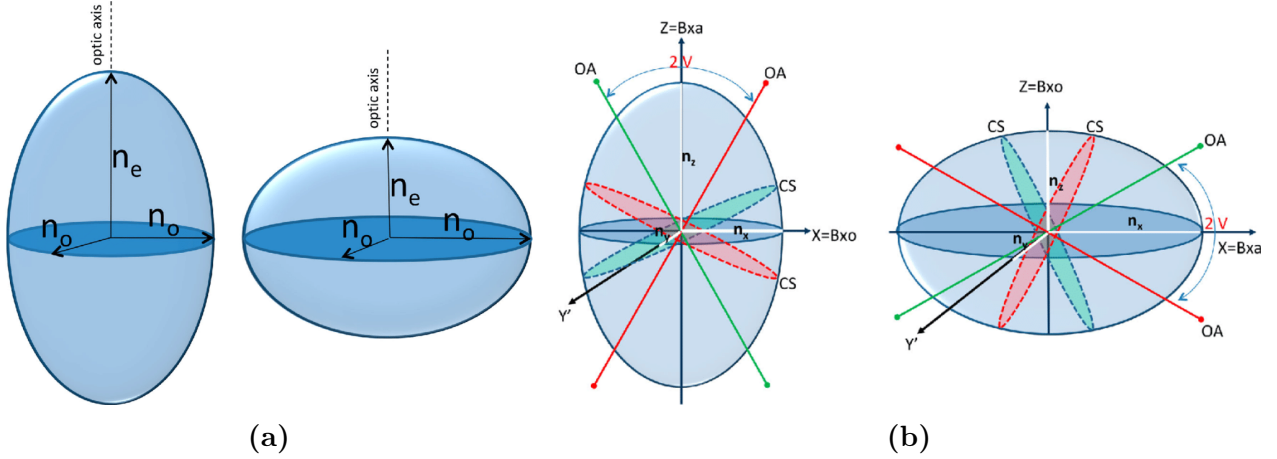 optic axis
n_e
n_o
n_o
optic axis
n_e
n_o
n_o
(a)
Z=Bxa
OA
2 V
OA
n_z
CS
n_y
n_x
X=Bxo
CS
Y’
Z=Bxo
CS
CS
OA
n_z
n_x
2 V
n_y
X=Bxa
Y’
OA
(b)